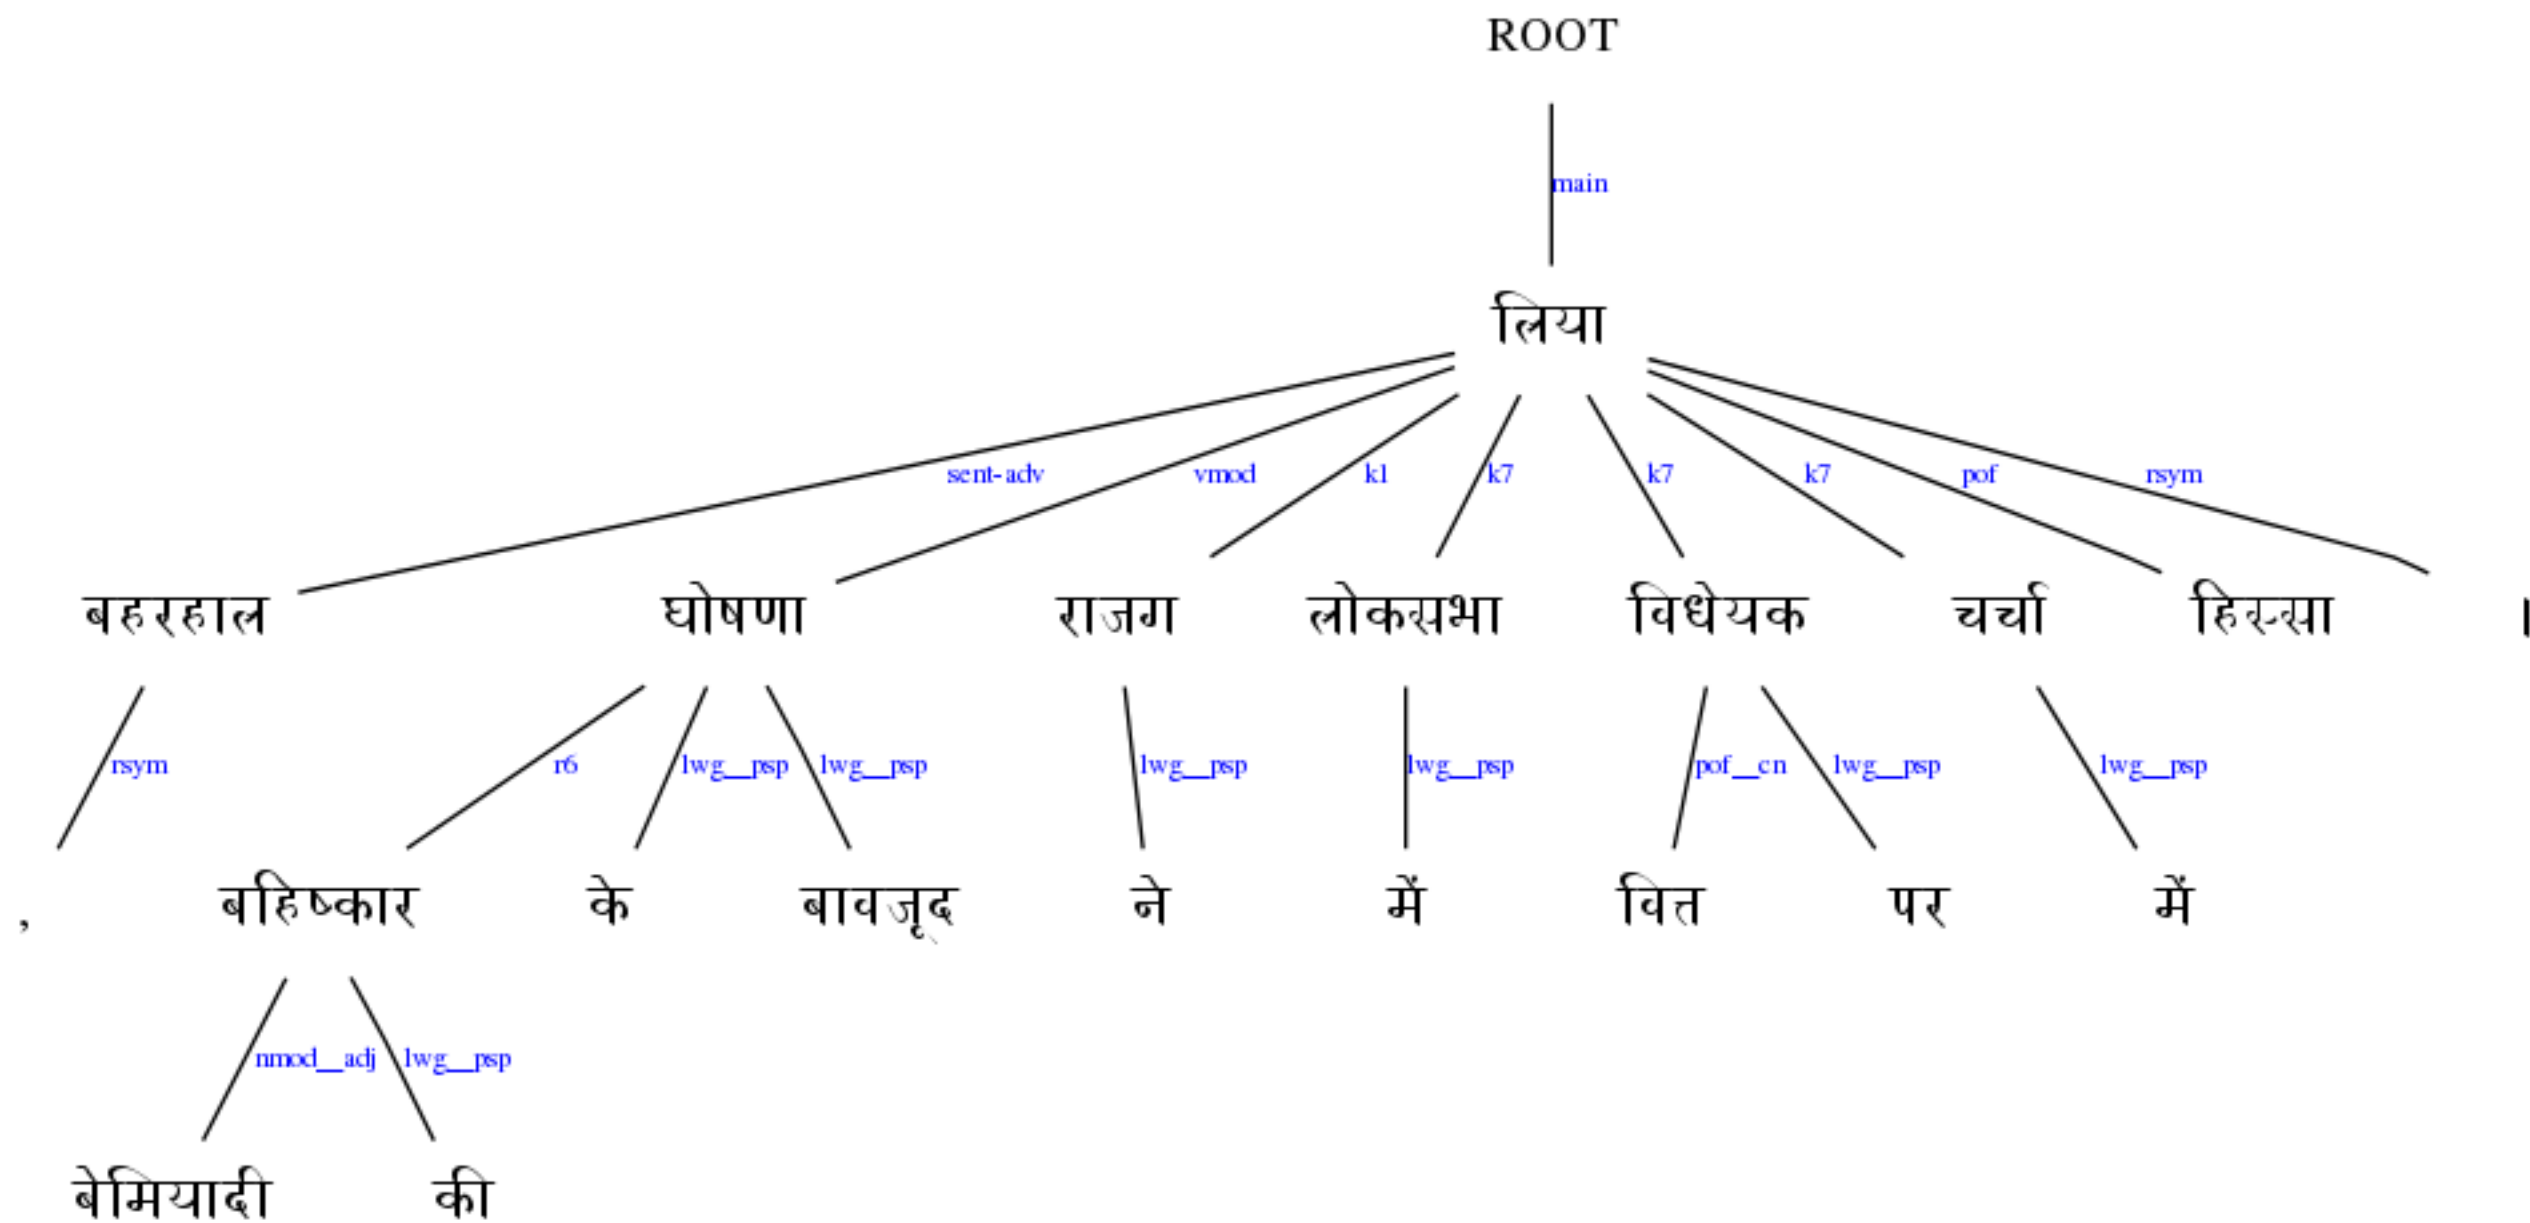 ROOT
main
लिया
sent-adv vmod k1 k7 k7 k7 pof rsym
बहरहाल घोषणा राजग लोकसभा विधेयक चर्चा हिस्सा ।
rsym r6 lwg__psp lwg__psp lwg__psp lwg__psp pof__cn lwg__psp lwg__psp
, बहिष्कार के बावजूद ने में वित्त पर में
nmod__adj lwg__psp
बेमियादी की